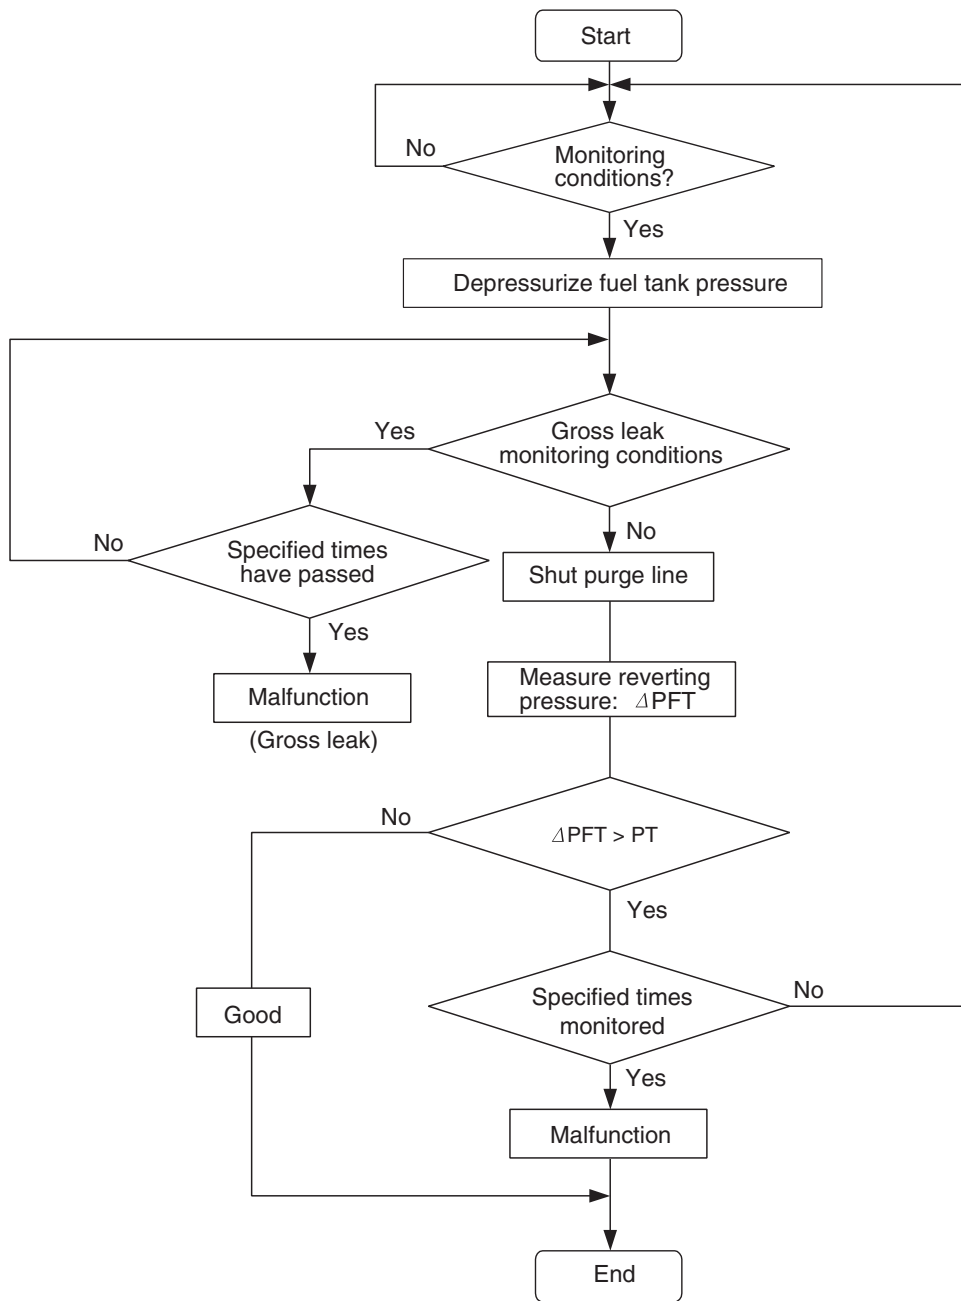 Start
No
Monitoring
conditions?
Yes
Depressurize fuel tank pressure
Yes
Gross leak
monitoring conditions
No
Specified times
have passed
No
Shut purge line
Yes
Malfunction
(Gross leak)
Measure reverting
pressure: ΔPFT
No
ΔPFT > PT
Yes
Good
Specified times
monitored
No
Yes
Malfunction
End